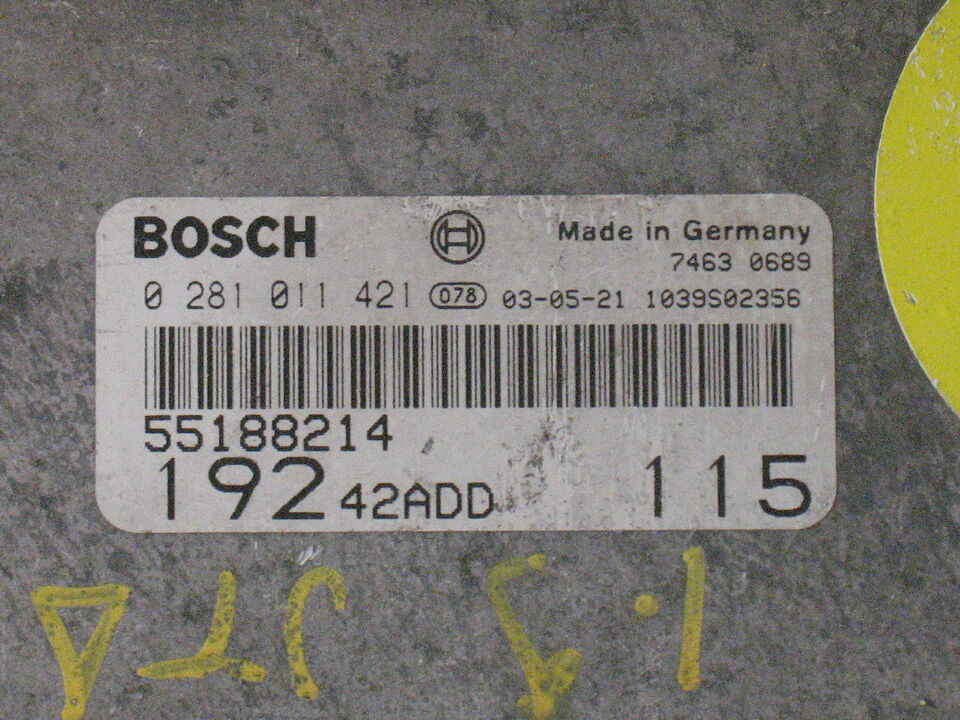 BOSCH Made in Germany
7463 0689
0 281 011 421 078 03-05-21 1039S02356
55188214
192 42ADD 115